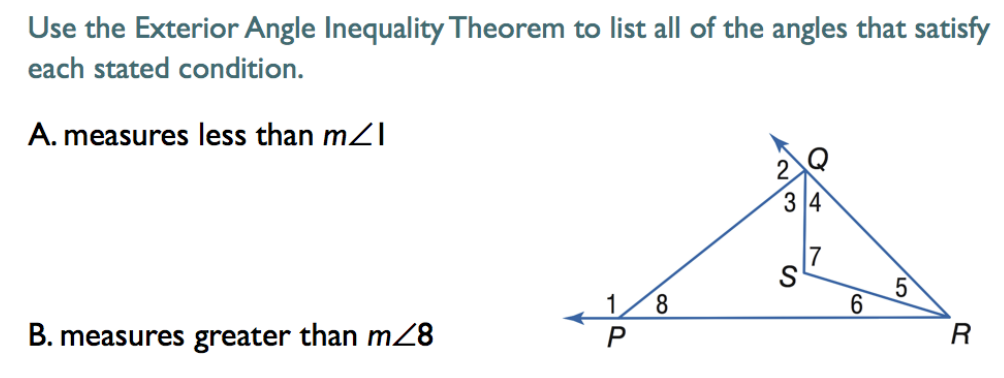 Use the Exterior Angle Inequality Theorem to list all of the angles that satisfy
each stated condition.
A. measures less than m∠1
2 Q
3 4
7
S
5
1 8
6
B. measures greater than m∠8
P
R